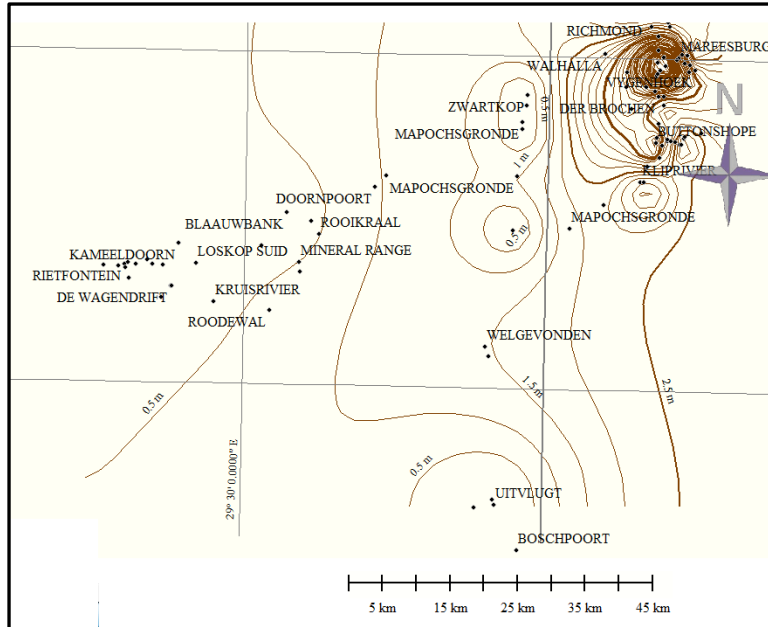 RICHMOND
MAREESBURG
WALHALLA
VYGENHOEK
N
ZWARTKOP
0.5 m
DER BROCHEN
MAPOCHSGRONDE
BUTTONSHOPE
1 m
KLIPRIVIER
DOORNPOORT
MAPOCHSGRONDE
BLAAUWBANK
ROOIKRAAL
MAPOCHSGRONDE
0.5 m
KAMEELDOORN
LOSKOP SUID
MINERAL RANGE
RIETFONTEIN
DE WAGENDRIFT
KRUISRIVIER
ROODEWAL
WELGEVONDEN
0.5 m
1.5 m
2.5 m
0.5 m
29° 30' 0.0000" E
UITVLUGT
BOSCHPOORT
5 km 15 km 25 km 35 km 45 km